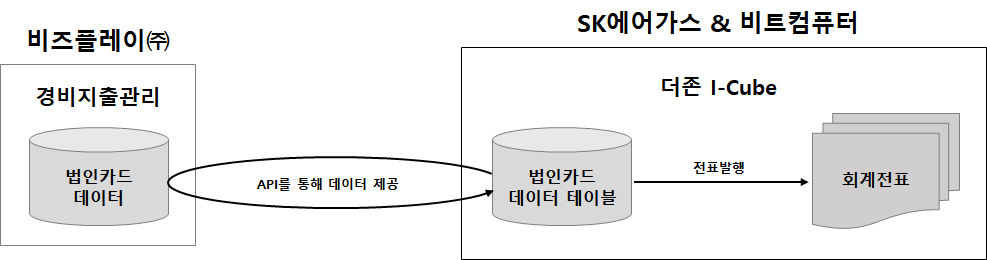 SK에어가스 & 비트컴퓨터
비즈플레이㈜
더존 I-Cube
경비지출관리
법인카드
데이터
API를 통해 데이터 제공
법인카드
데이터 테이블
전표발행
회계전표